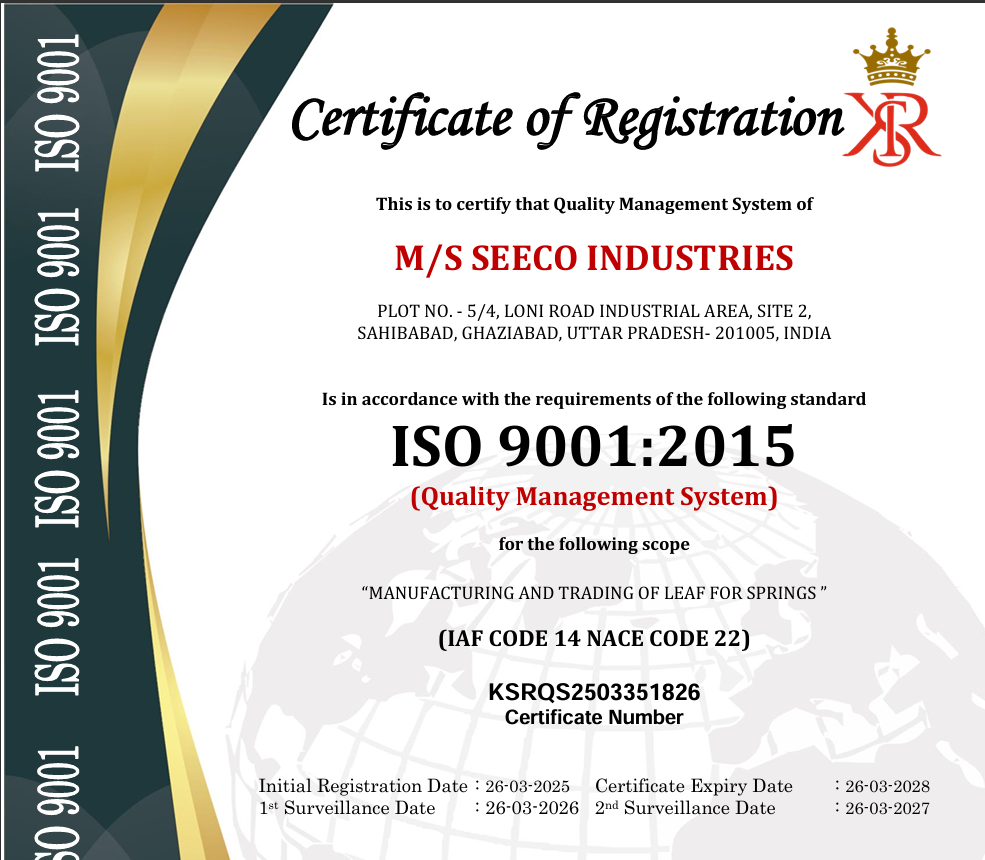 ISO 9001
ISO 9001
ISO 9001
ISO 9001
ISO 9001
Certificate of Registration
KSR
This is to certify that Quality Management System of
M/S SEECO INDUSTRIES
PLOT NO. - 5/4, LONI ROAD INDUSTRIAL AREA, SITE 2,
SAHIBABAD, GHAZIABAD, UTTAR PRADESH- 201005, INDIA
Is in accordance with the requirements of the following standard
ISO 9001:2015
(Quality Management System)
for the following scope
“MANUFACTURING AND TRADING OF LEAF FOR SPRINGS ”
(IAF CODE 14 NACE CODE 22)
KSRQS2503351826
Certificate Number
Initial Registration Date : 26-03-2025 Certificate Expiry Date : 26-03-2028
1st Surveillance Date : 26-03-2026 2nd Surveillance Date : 26-03-2027